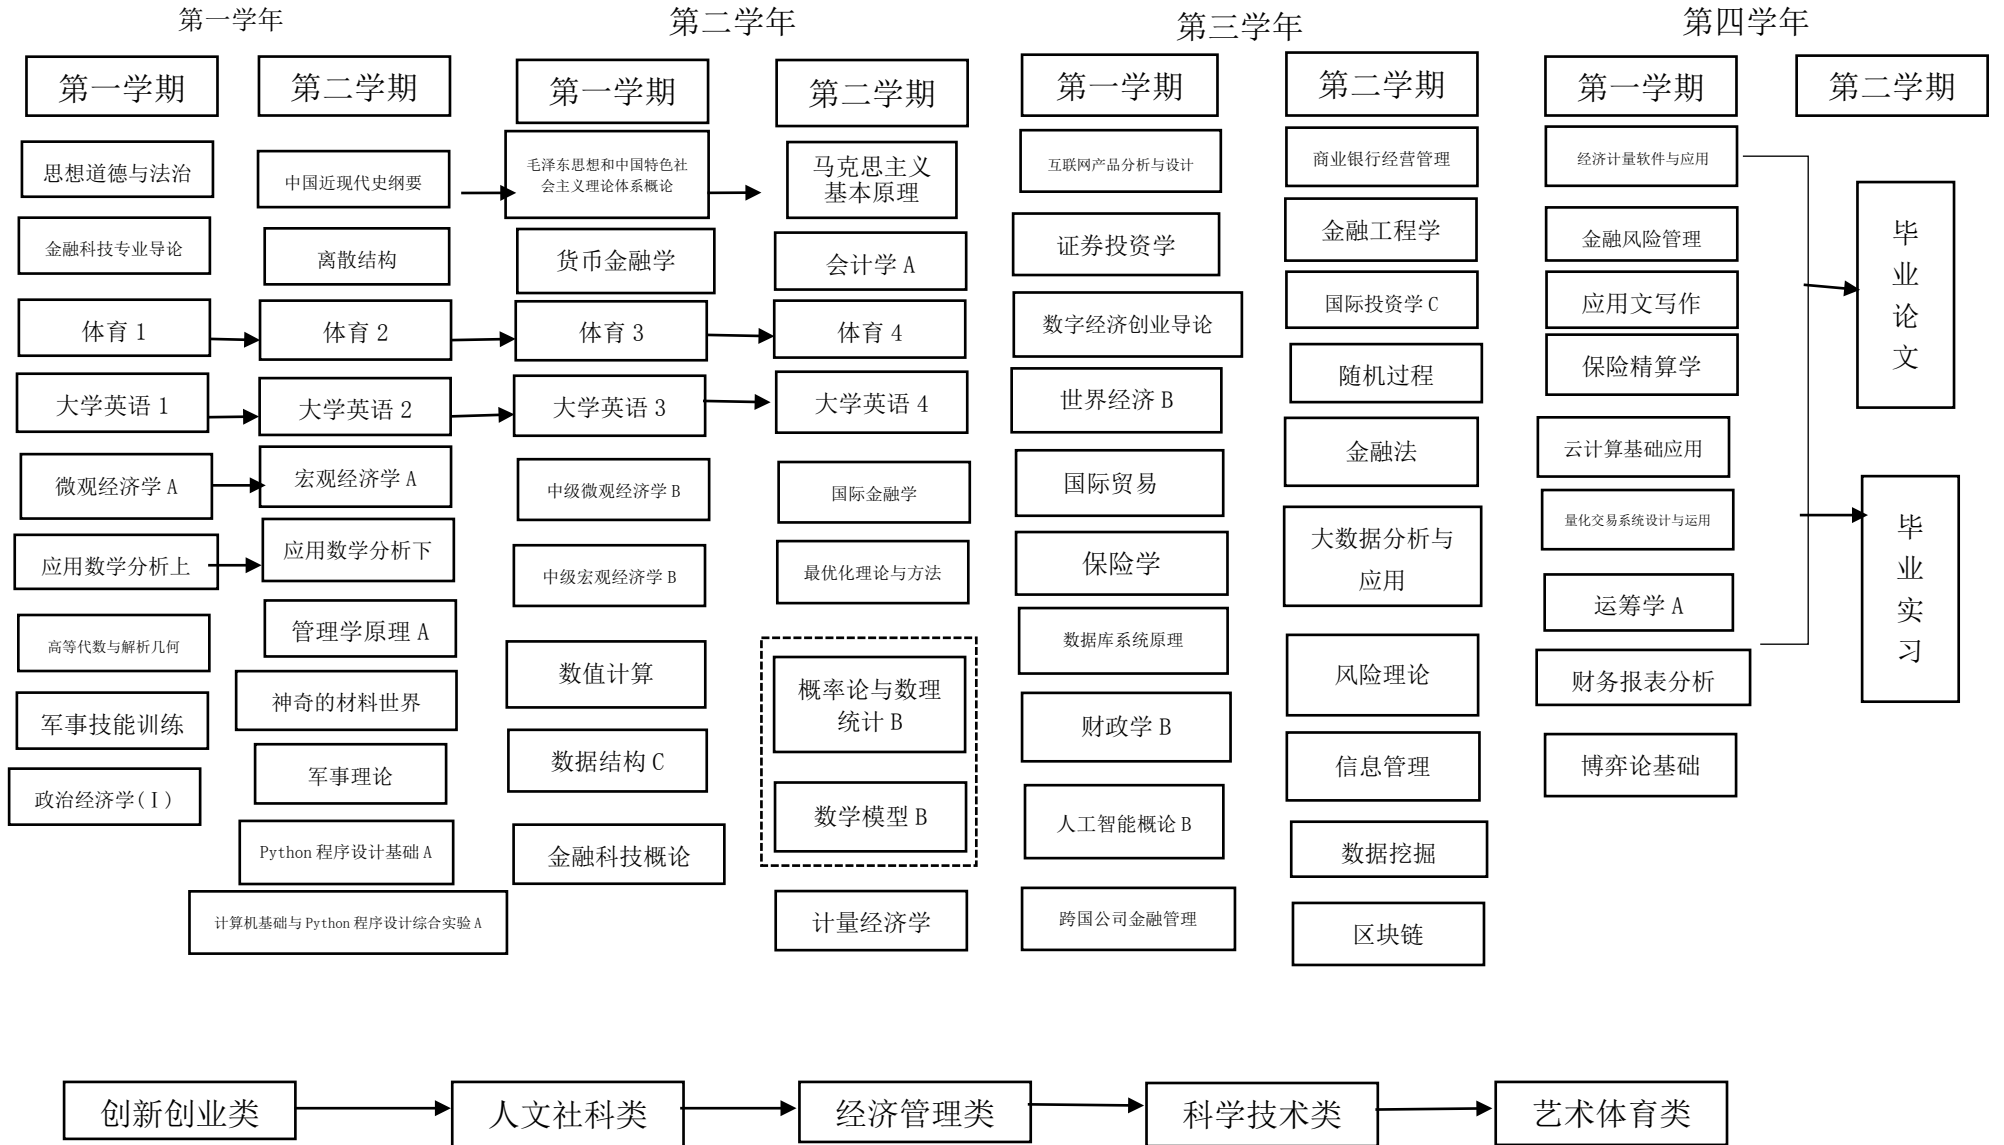 第一学年
第二学年
第三学年
第四学年
第一学期
第二学期
第一学期
第二学期
第一学期
第二学期
第一学期
第二学期
思想道德与法治
金融科技专业导论
体育 1
大学英语 1
微观经济学 A
应用数学分析上
高等代数与解析几何
军事技能训练
政治经济学(Ⅰ)
中国近现代史纲要
离散结构
体育 2
大学英语 2
宏观经济学 A
应用数学分析下
管理学原理 A
神奇的材料世界
军事理论
Python 程序设计基础 A
计算机基础与 Python 程序设计综合实验 A
毛泽东思想和中国特色社
会主义理论体系概论
货币金融学
体育 3
大学英语 3
中级微观经济学 B
中级宏观经济学 B
数值计算
数据结构 C
金融科技概论
马克思主义
基本原理
会计学 A
体育 4
大学英语 4
国际金融学
最优化理论与方法
概率论与数理
统计 B
数学模型 B
计量经济学
互联网产品分析与设计
证券投资学
数字经济创业导论
世界经济 B
国际贸易
保险学
数据库系统原理
财政学 B
人工智能概论 B
跨国公司金融管理
商业银行经营管理
金融工程学
国际投资学 C
随机过程
金融法
大数据分析与
应用
风险理论
信息管理
数据挖掘
区块链
经济计量软件与应用
金融风险管理
应用文写作
保险精算学
云计算基础应用
量化交易系统设计与运用
运筹学 A
财务报表分析
博弈论基础
毕业论文
毕业实习
创新创业类
人文社科类
经济管理类
科学技术类
艺术体育类